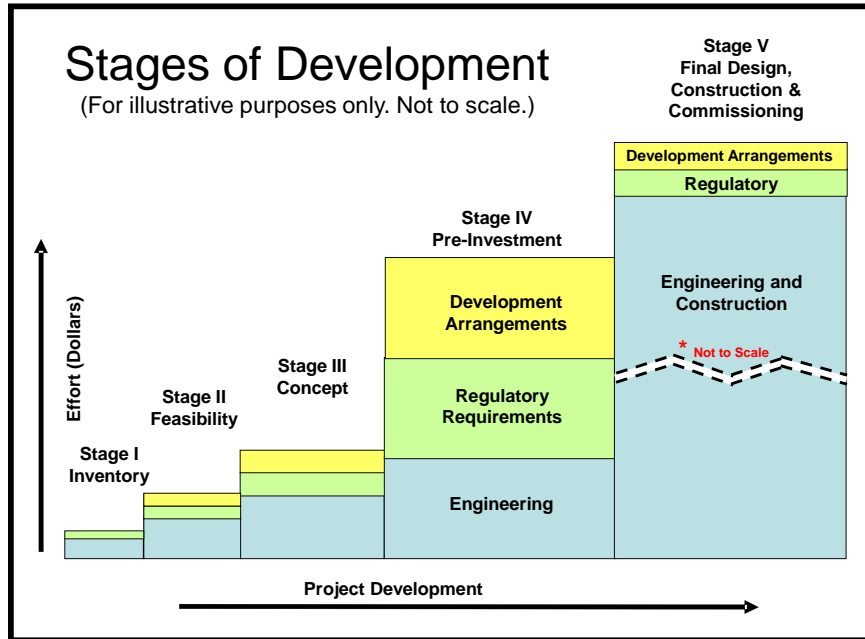 Stages of Development
(For illustrative purposes only. Not to scale.)
Stage V
Final Design,
Construction &
Commissioning
Development Arrangements
Regulatory
Engineering and
Construction
* Not to Scale
Stage IV
Pre-Investment
Development
Arrangements
Regulatory
Requirements
Engineering
Stage III
Concept
Stage II
Feasibility
Stage I
Inventory
Effort (Dollars)
Project Development